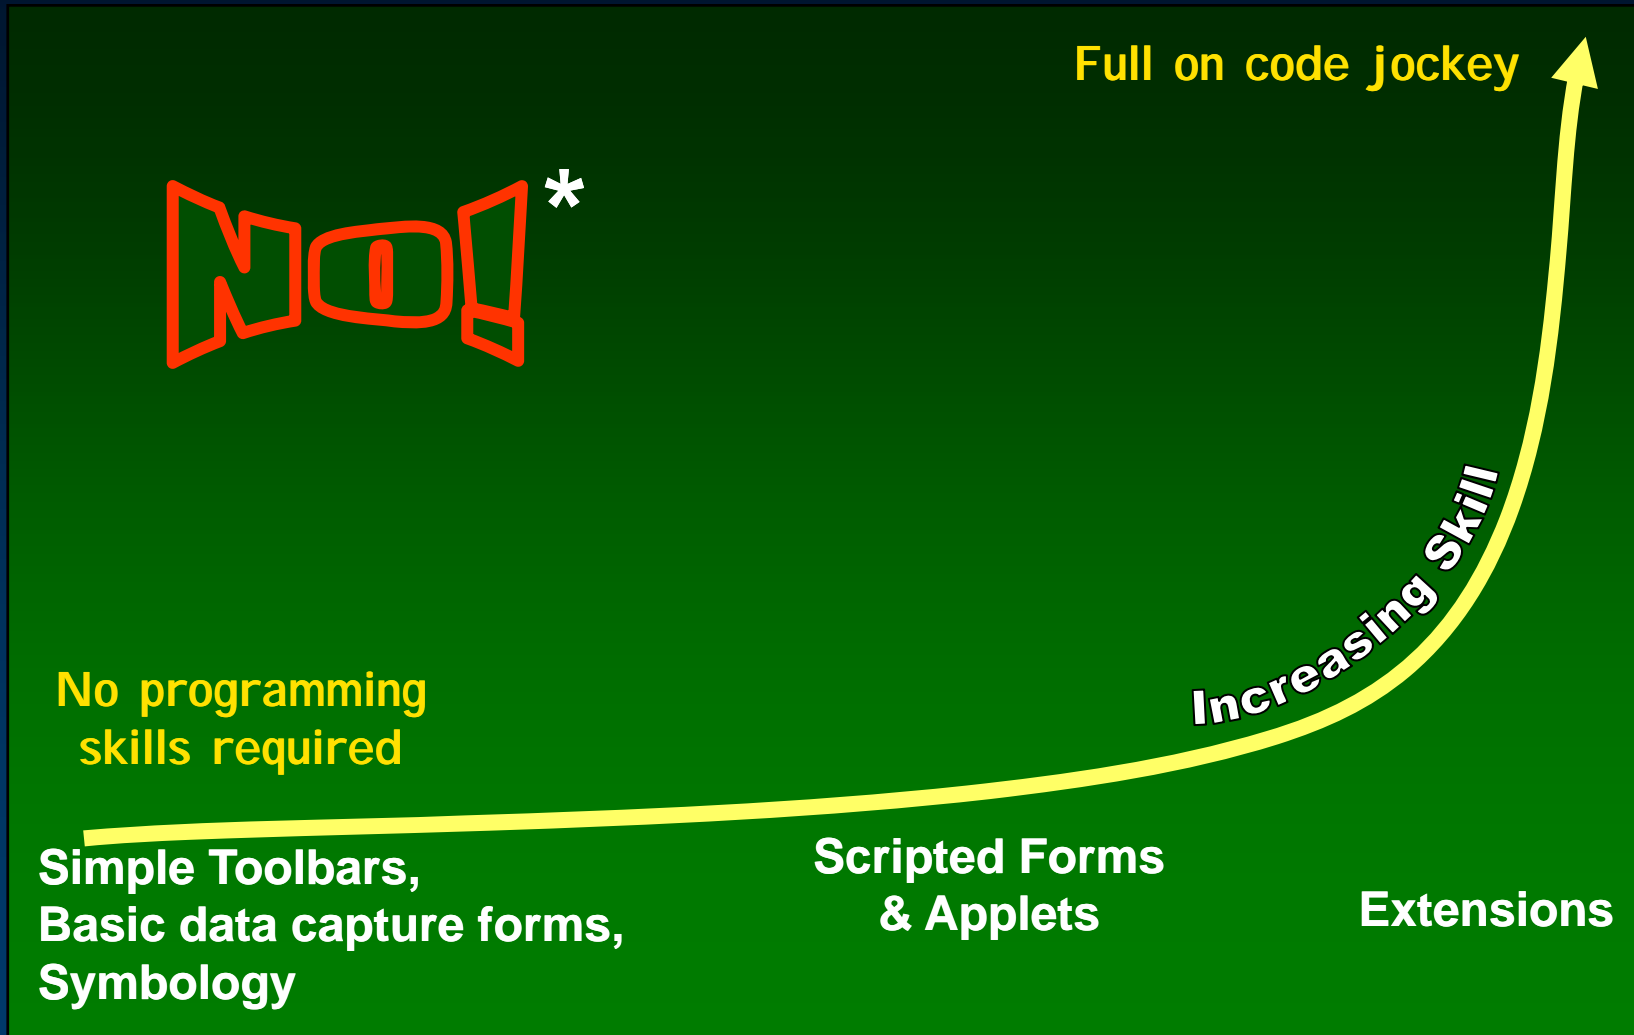 Full on code jockey
NO!*
Increasing Skill
No programming
skills required
Simple Toolbars,
Basic data capture forms,
Symbology
Scripted Forms
& Applets
Extensions